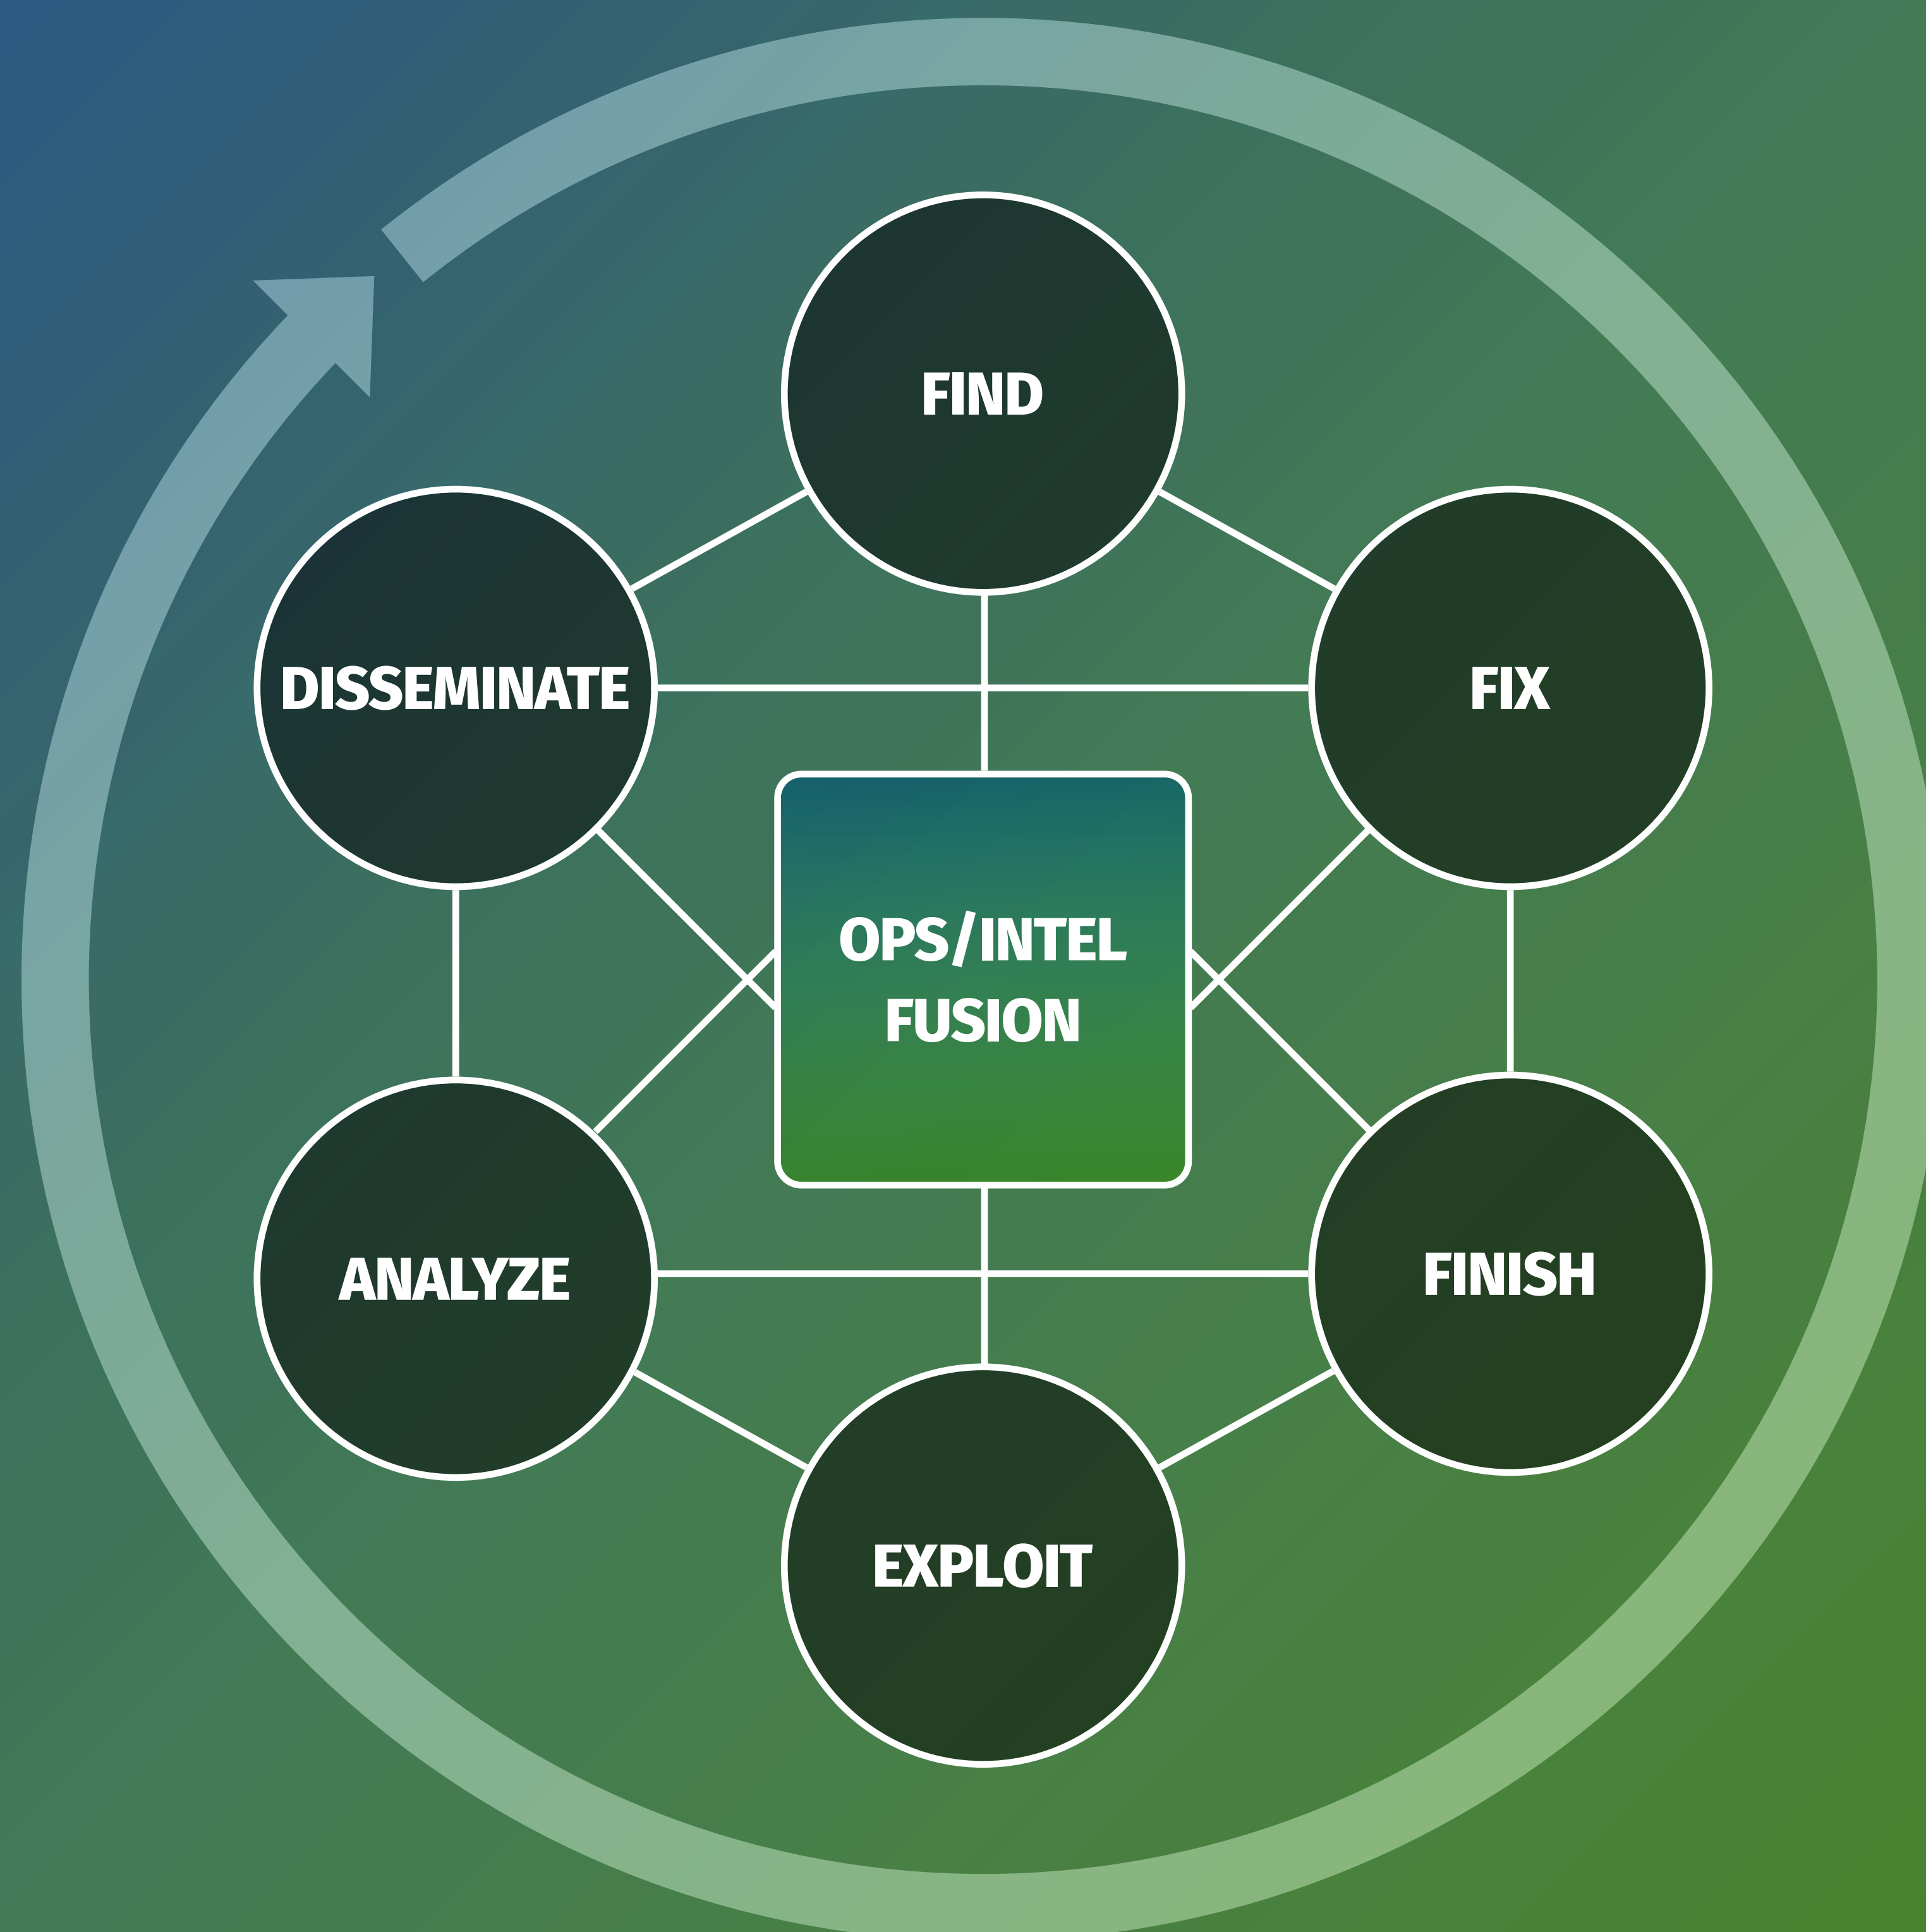 FIND
DISSEMINATE
FIX
OPS/INTEL
FUSION
ANALYZE
FINISH
EXPLOIT